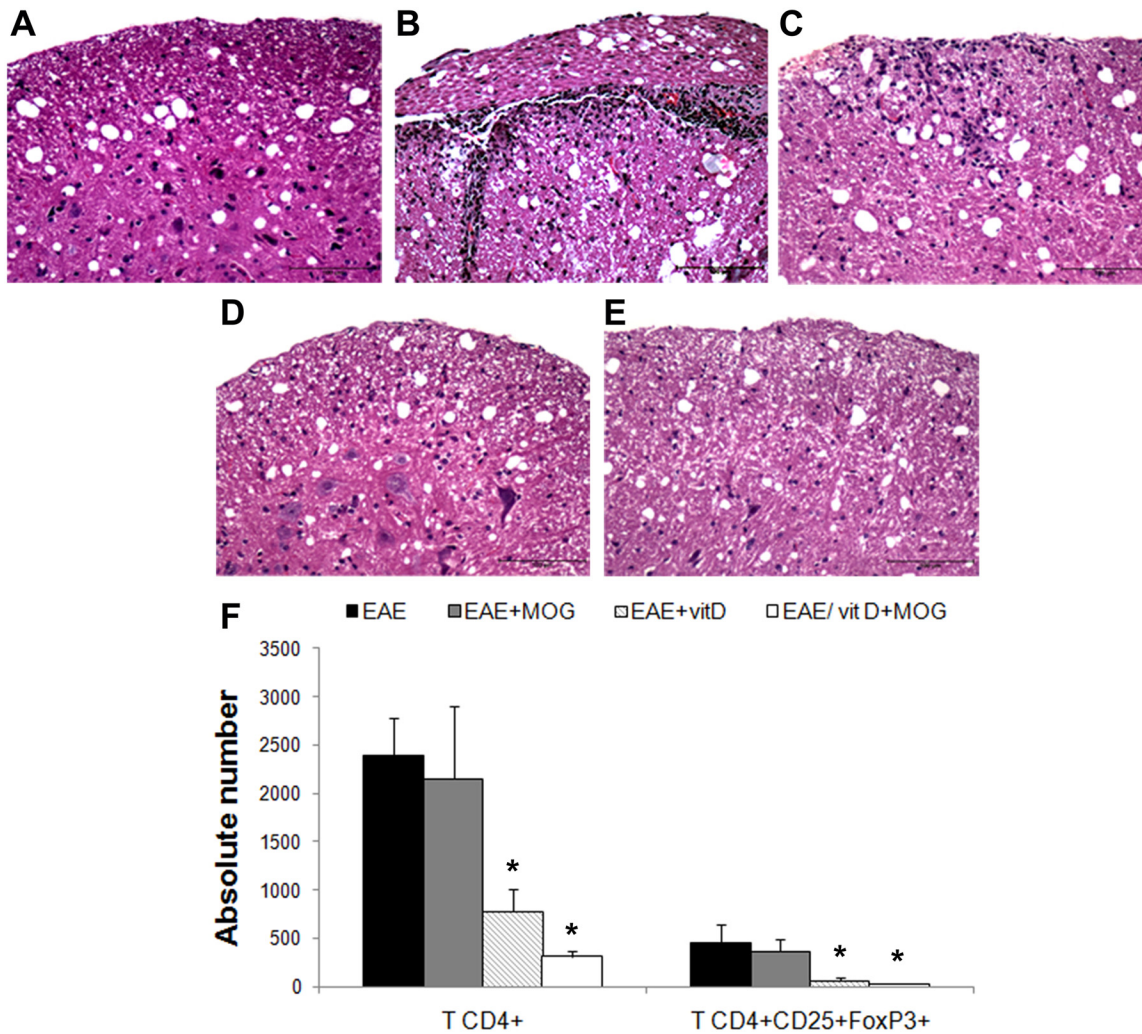 A
B
C
D
E
F
EAE EAE+MOG EAE+vitD EAE/ vit D+MOG
Absolute number
3500
3000
2500
2000
1500
1000
500
0
* *
* *
T CD4+ T CD4+CD25+FoxP3+